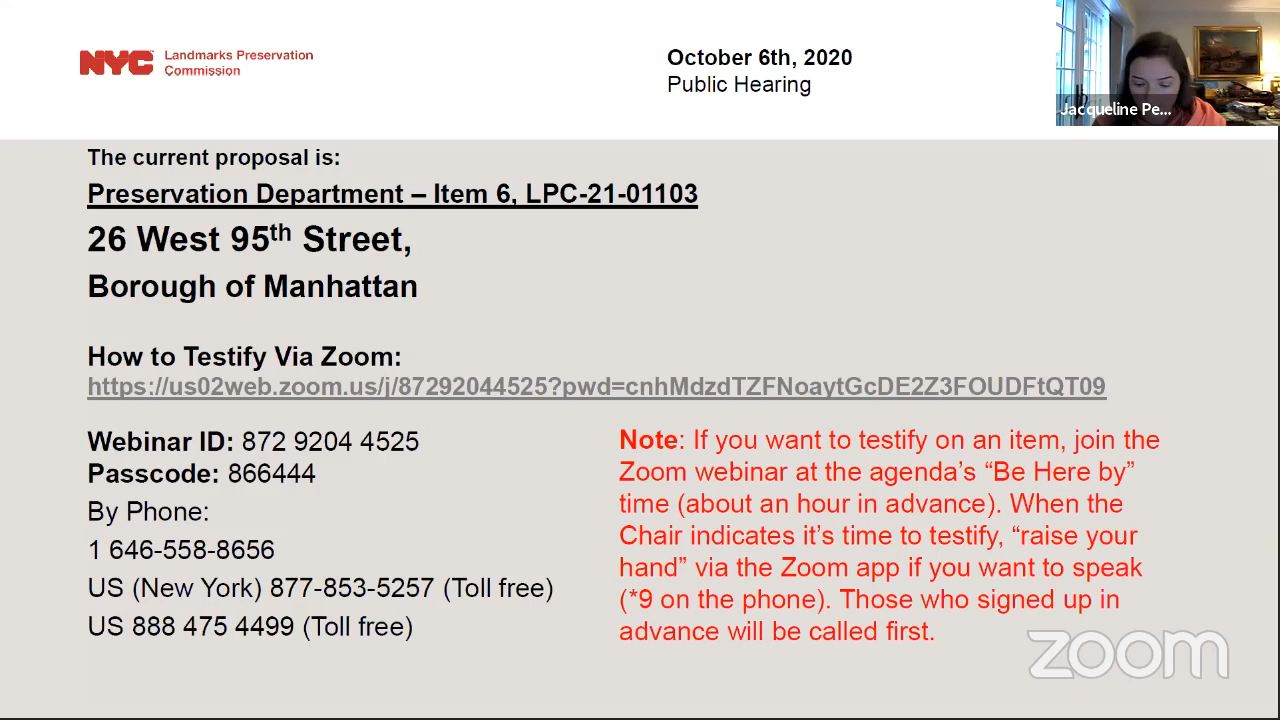 NYC Landmarks Preservation
Commission
October 6th, 2020
Public Hearing
Jacqueline Pe...
The current proposal is:
Preservation Department – Item 6, LPC-21-01103
26 West 95th Street,
Borough of Manhattan
How to Testify Via Zoom:
https://us02web.zoom.us/j/87292044525?pwd=cnhMdzdTZFNoaytGcDE2Z3FOUDFtQT09
Webinar ID: 872 9204 4525
Passcode: 866444
By Phone:
1 646-558-8656
US (New York) 877-853-5257 (Toll free)
US 888 475 4499 (Toll free)
Note: If you want to testify on an item, join the
Zoom webinar at the agenda’s “Be Here by”
time (about an hour in advance). When the
Chair indicates it’s time to testify, “raise your
hand” via the Zoom app if you want to speak
(*9 on the phone). Those who signed up in
advance will be called first.
zoom